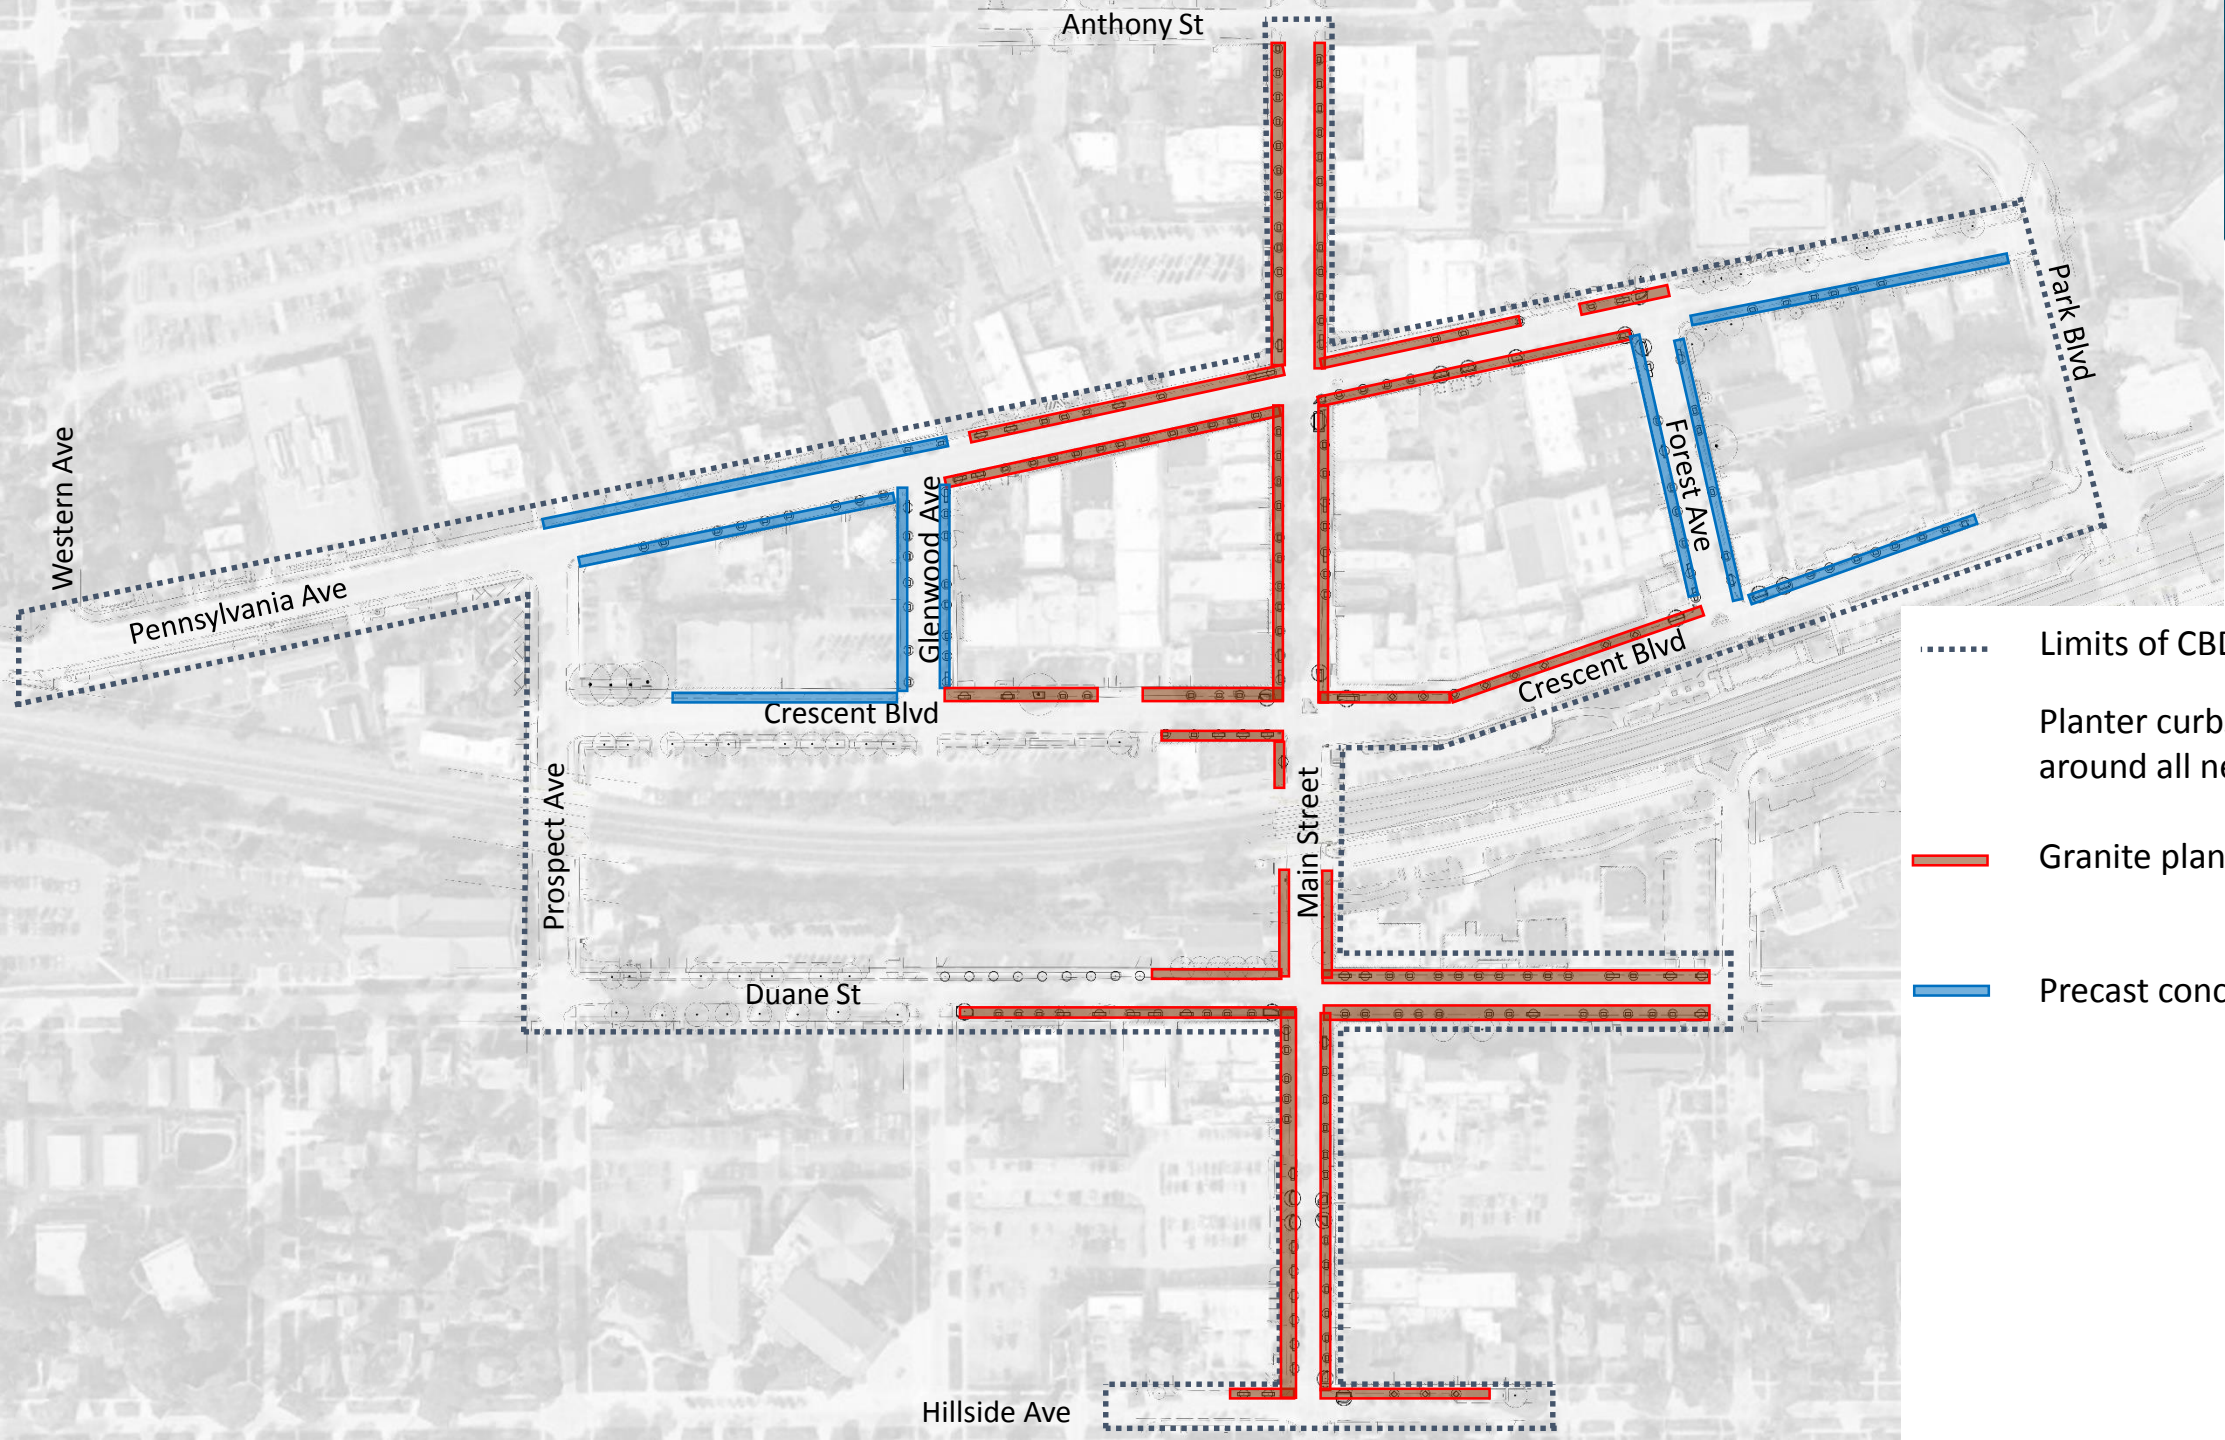 Anthony St
Park Blvd
Western Ave
Pennsylvania Ave
Glenwood Ave
Forest Ave
Crescent Blvd
Crescent Blvd
Prospect Ave
Main Street
Duane St
Hillside Ave
Limits of CBD
Planter curb
around all ne
Granite plan
Precast conc